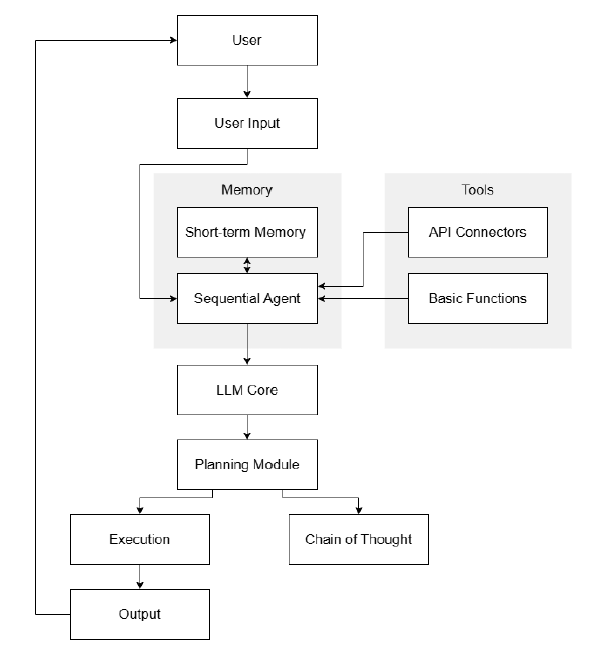 User
User Input
Memory
Tools
Short-term Memory
API Connectors
Sequential Agent
Basic Functions
LLM Core
Planning Module
Execution
Chain of Thought
Output